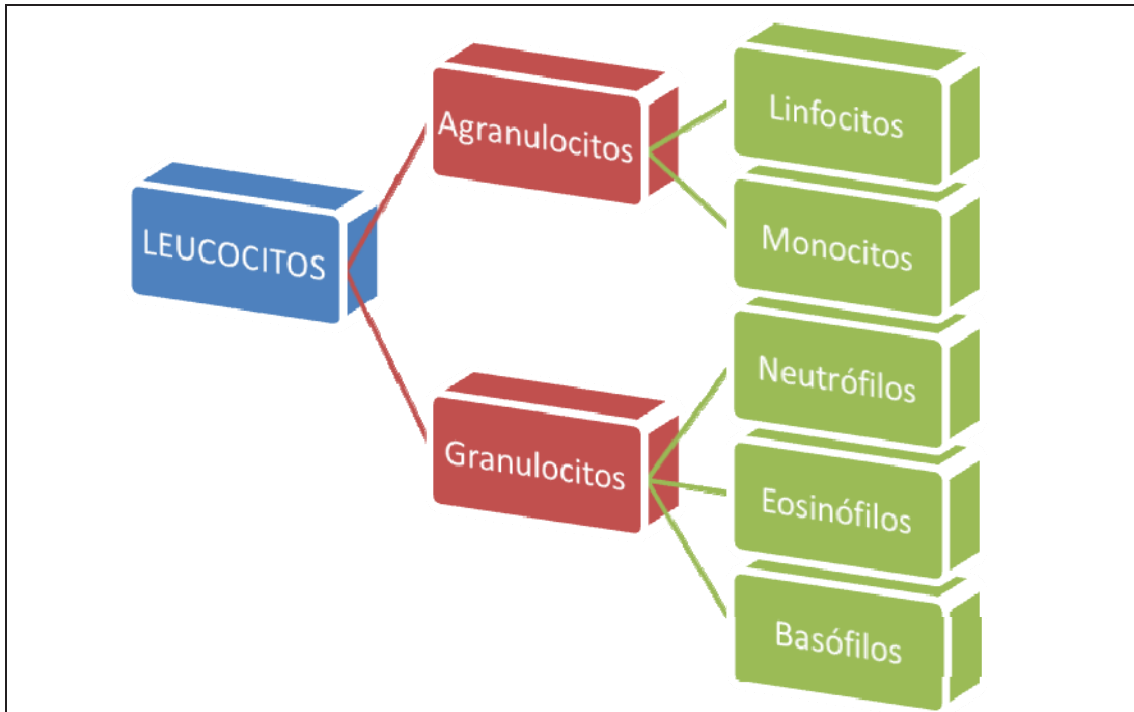 LEUCOCITOS
Agranulocitos
Linfocitos
Monocitos
Granulocitos
Neutrófilos
Eosinófilos
Basófilos